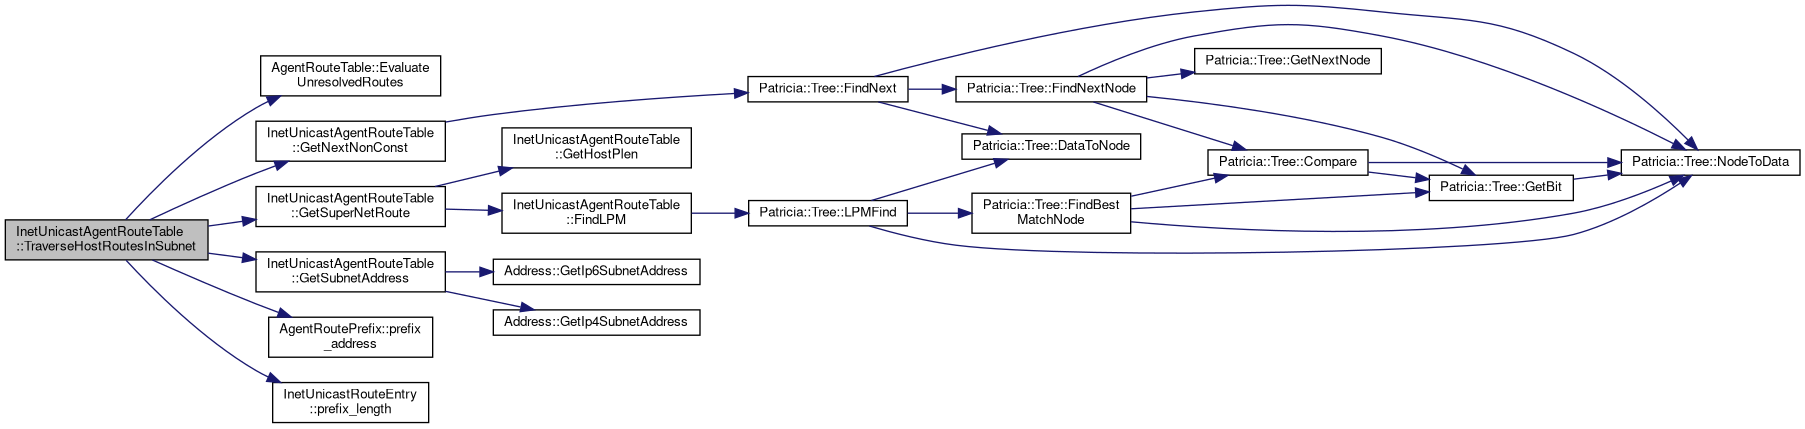 InetUnicastAgentRouteTable
::TraverseHostRoutesInSubnet
AgentRouteTable::Evaluate
UnresolvedRoutes
InetUnicastAgentRouteTable
::GetNextNonConst
InetUnicastAgentRouteTable
::GetSuperNetRoute
InetUnicastAgentRouteTable
::GetSubnetAddress
AgentRoutePrefix::prefix
_address
InetUnicastRouteEntry
::prefix_length
InetUnicastAgentRouteTable
::GetHostPlen
InetUnicastAgentRouteTable
::FindLPM
Address::GetIp6SubnetAddress
Address::GetIp4SubnetAddress
Patricia::Tree::FindNext
Patricia::Tree::LPMFind
Patricia::Tree::FindNextNode
Patricia::Tree::DataToNode
Patricia::Tree::FindBest
MatchNode
Patricia::Tree::GetNextNode
Patricia::Tree::Compare
Patricia::Tree::GetBit
Patricia::Tree::NodeToData